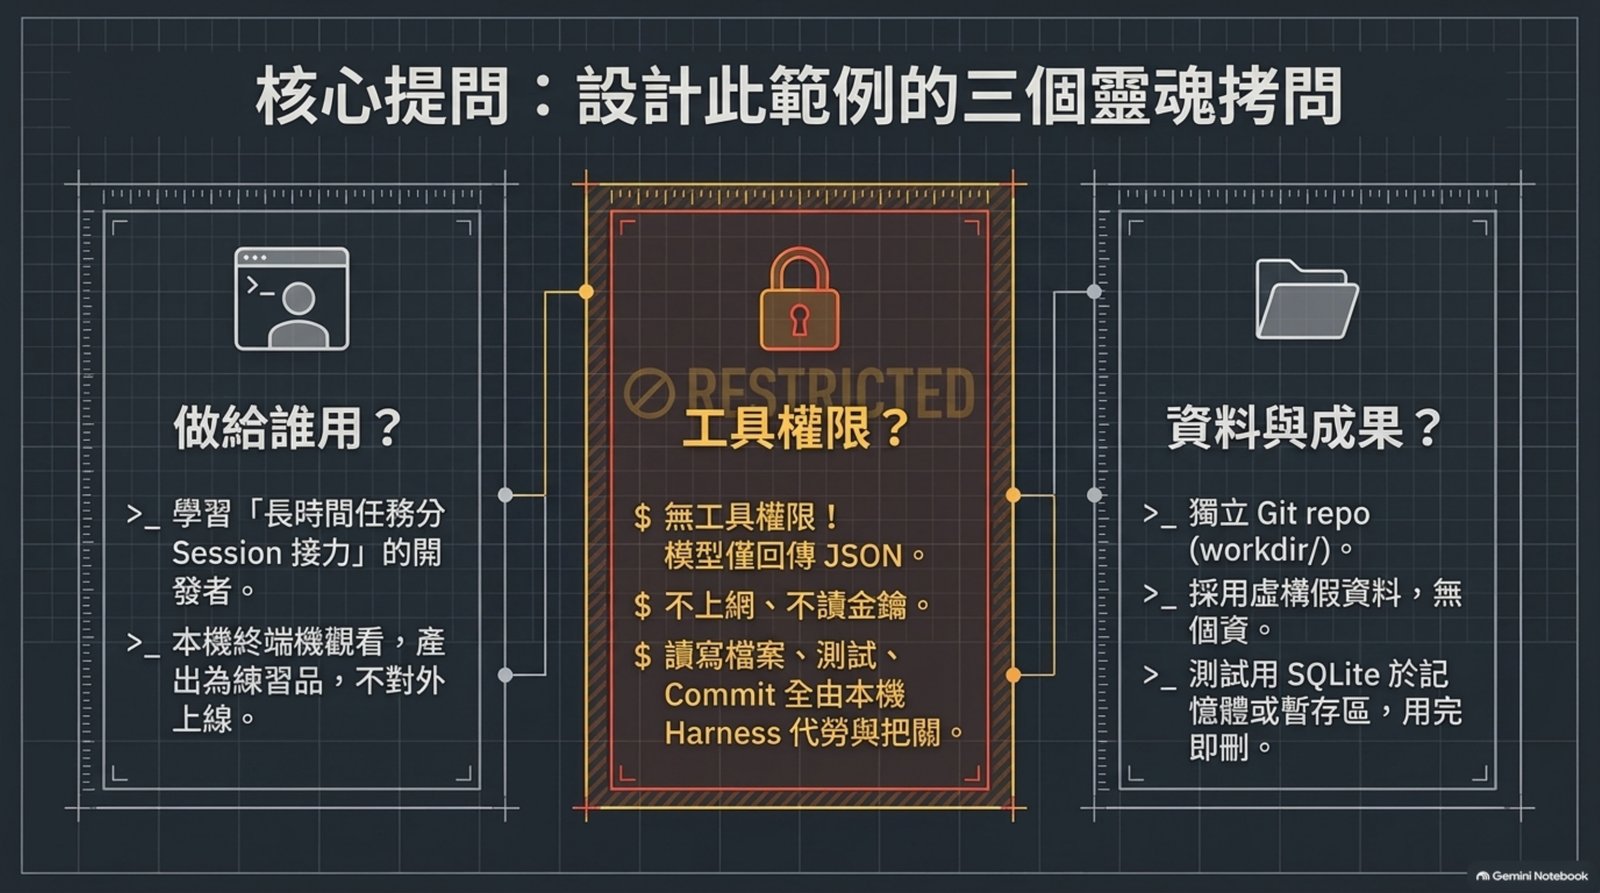 核心提問：設計此範例的三個靈魂拷問
>_
做給誰用？
>_ 學習「長時間任務分
Session 接力」的開
發者。
>_ 本機終端機觀看，產
出為練習品，不對外
上線。
RESTRICTED
工具權限？
$ 無工具權限！
模型僅回傳 JSON。
$ 不上網、不讀金鑰。
$ 讀寫檔案、測試、
Commit 全由本機
Harness 代勞與把關。
資料與成果？
>_ 獨立 Git repo
(workdir/)。
>_ 採用虛構假資料，無
個資。
>_ 測試用 SQLite 於記
憶體或暫存區，用完
即刪。
Gemini Notebook